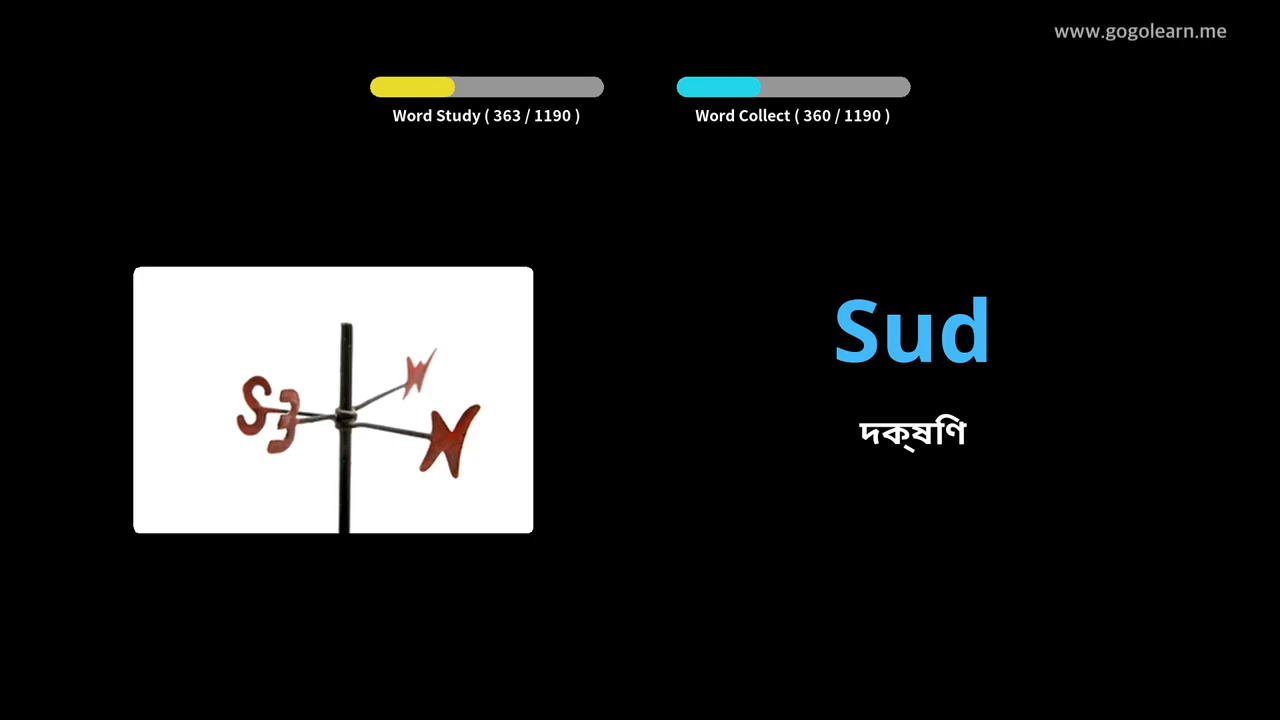 www.gogolearn.me
Word Study ( 363 / 1190 )
Word Collect ( 360 / 1190 )
W
S E N
Sud
দক্ষিণ